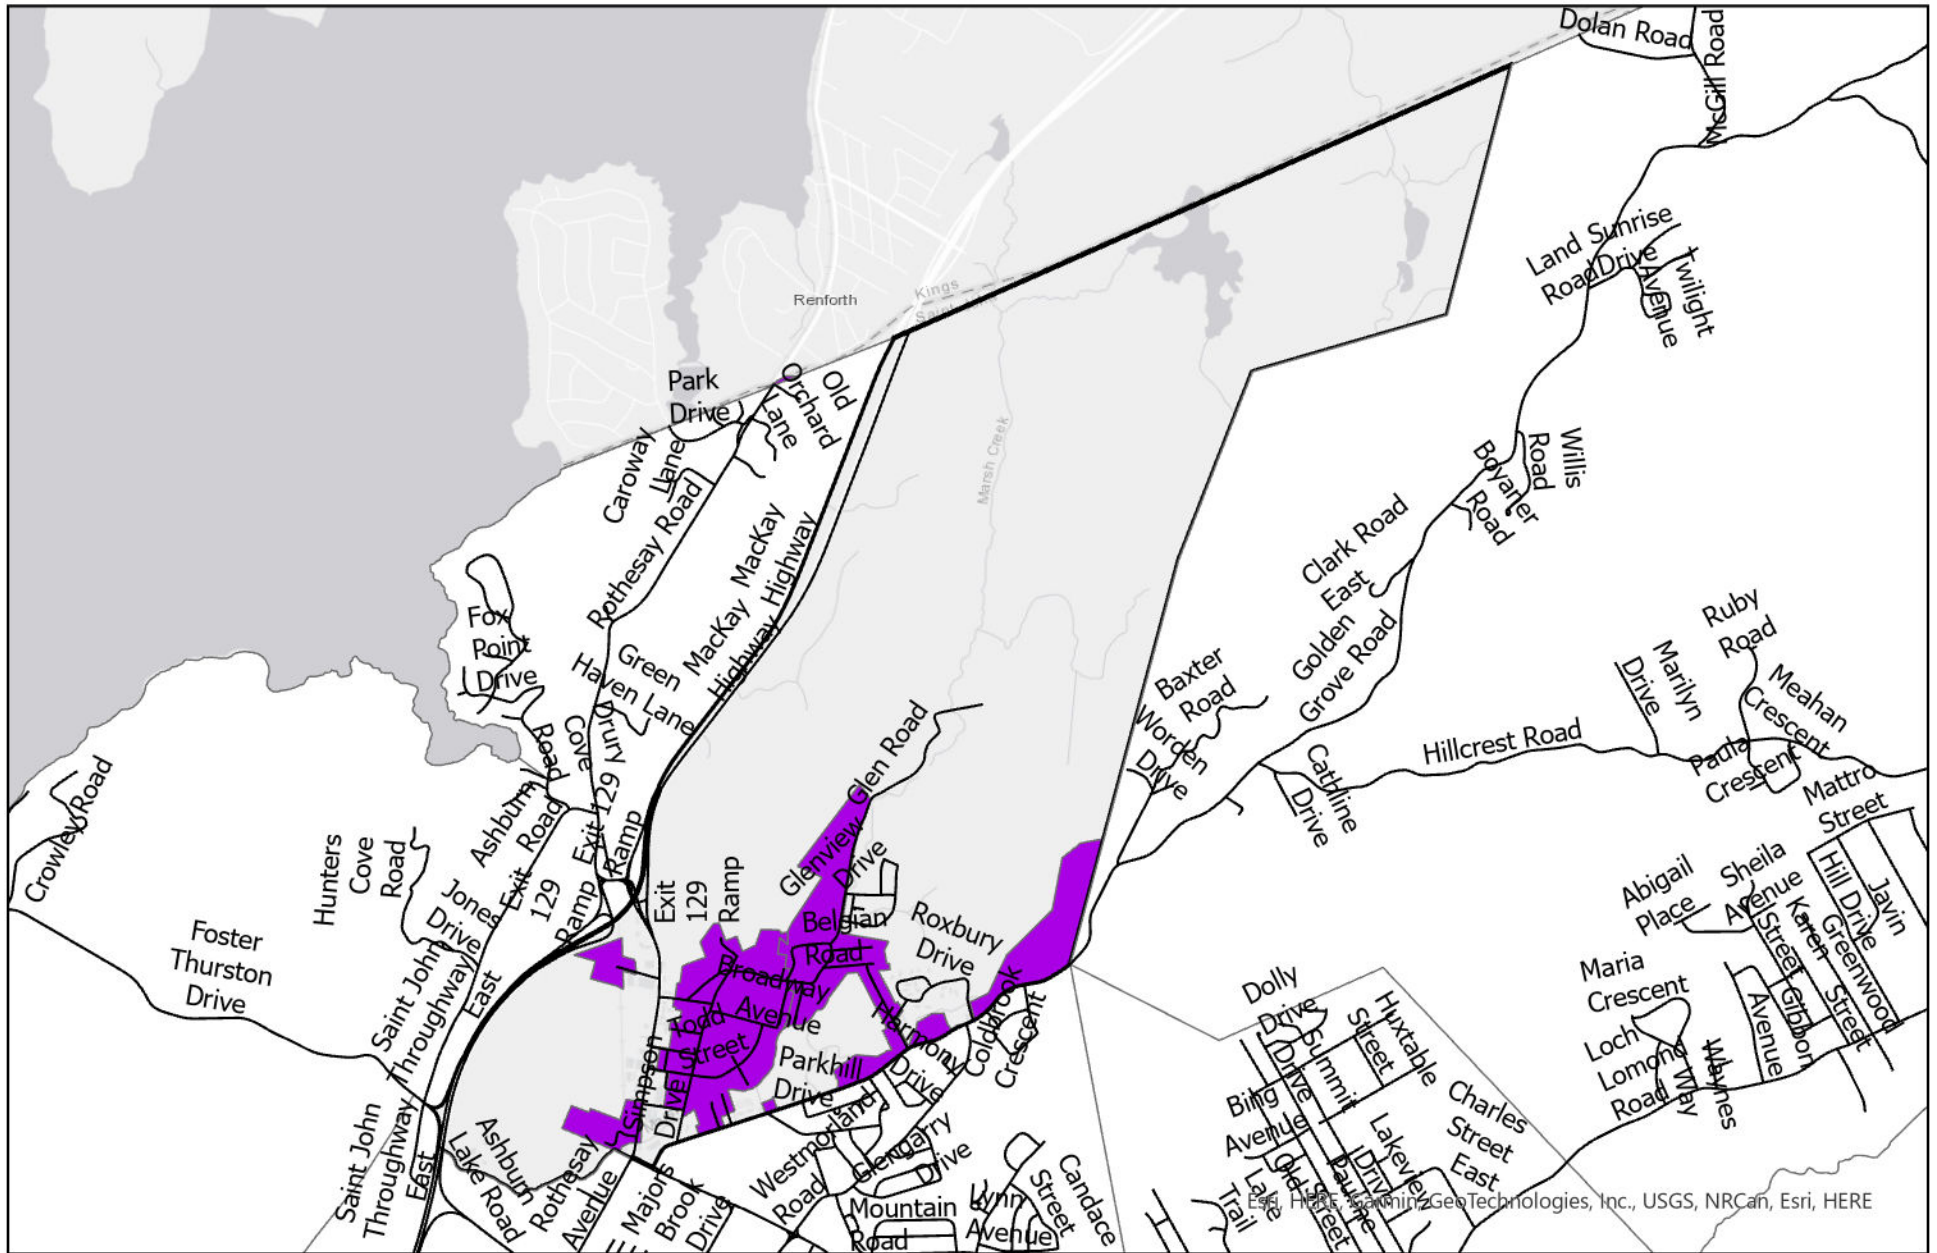 Dolan Road
McGill Road
Land Sunrise
Road Drive
Twilight
Avenue
Kings
Saint John
Renforth
Park
Drive
Old
Orchard
Lane
Caroway
Lane
Rothesay Road
Marsh Creek
MacKay
Highway
MacKay
Highway
Willis
Road
Boyaner
Road
Clark Road
East
Golden
Grove Road
Fox
Point
Drive
Green
Haven Lane
Drury
Cove
Road
Ruby
Road
Marilyn
Drive
Meahan
Crescent
Paula
Crescent
Hillcrest Road
Baxter
Road
Worden
Drive
Cathline
Drive
Mattro
Street
Glen Road
Glenview
Drive
Crowley Road
Hunters
Cove
Road
Ashburn
Road
Exit 129
Ramp
Jones
Drive
Exit
129
Ramp
Exit
129
Ramp
Belgian
Road
Roxbury
Drive
Broadway
Avenue
Todd
Street
Harmony
Drive
Coldbrook
Crescent
Parkhill
Drive
Simpson
Drive
Foster
Thurston
Drive
Saint John
Throughway
East
Saint John
Throughway
East
Ashburn
Lake Road
Rothesay
Avenue
Majors
Brook
Drive
Westmorland
Road
Glengarry
Drive
Mountain
Road
Lynn
Avenue
Candace
Street
Dolly
Drive
Summit
Drive
Huxtable
Street
Bing
Avenue
Charles
Street
East
Lakeview
Drive
Old
Lane
Trail
Pauline
Street
Abigail
Place
Sheila
Avenue
Karen
Street
Hill Drive
Javin
Greenwood
Street
Gibbon
Avenue
Maria
Crescent
Loch
Lomond
Road
Waynes
Way
Esri, HERE, Garmin, GeoTechnologies, Inc., USGS, NRCan, Esri, HERE